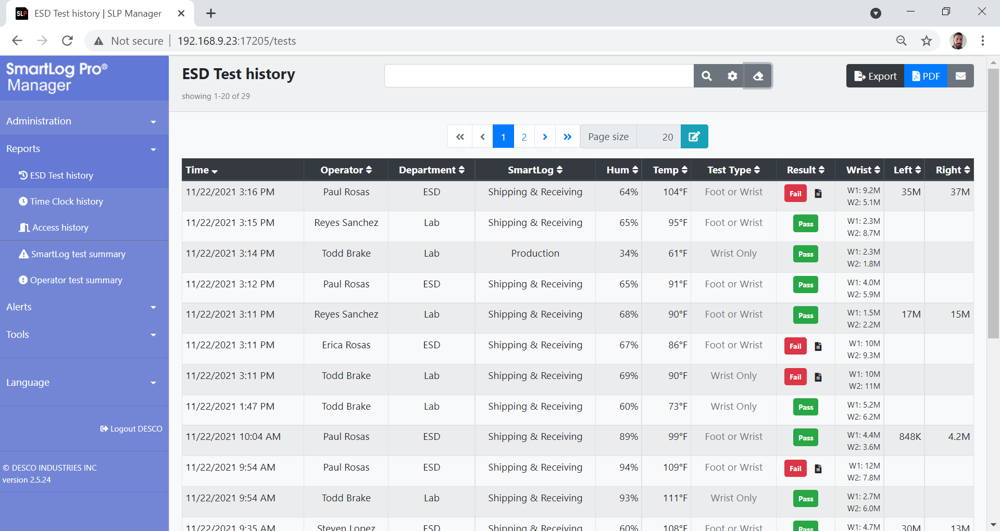 SLP ESD Test history | SLP Manager
Not secure 192.168.9.23:17205/tests
SmartLog Pro®
Manager
Administration
Reports
ESD Test history
Time Clock history
Access history
SmartLog test summary
Operator test summary
Alerts
Tools
Language
Logout DESCO
© DESCO INDUSTRIES INC
version 2.5.24
ESD Test history
showing 1-20 of 29
Export PDF
« ‹ 1 2 › » Page size 20
Time Operator Department SmartLog Hum Temp Test Type Result Wrist Left Right
11/22/2021 3:16 PM Paul Rosas ESD Shipping & Receiving 64% 104°F Foot or Wrist Fail W1: 9.2M 35M 37M
W2: 5.1M
11/22/2021 3:15 PM Reyes Sanchez Lab Shipping & Receiving 65% 95°F Foot or Wrist Pass W1: 2.3M
W2: 8.7M
11/22/2021 3:14 PM Todd Brake Lab Production 34% 61°F Wrist Only Pass W1: 2.3M
W2: 1.8M
11/22/2021 3:12 PM Paul Rosas ESD Shipping & Receiving 65% 91°F Foot or Wrist Pass W1: 4.0M
W2: 5.9M
11/22/2021 3:11 PM Reyes Sanchez Lab Shipping & Receiving 68% 90°F Foot or Wrist Pass W1: 1.5M 17M 15M
W2: 2.2M
11/22/2021 3:11 PM Erica Rosas ESD Shipping & Receiving 67% 86°F Foot or Wrist Fail W1: 10M
W2: 9.3M
11/22/2021 3:11 PM Todd Brake Lab Shipping & Receiving 69% 90°F Wrist Only Fail W1: 10M
W2: 11M
11/22/2021 1:47 PM Todd Brake Lab Shipping & Receiving 60% 73°F Wrist Only Pass W1: 5.2M
W2: 6.2M
11/22/2021 10:04 AM Paul Rosas ESD Shipping & Receiving 89% 99°F Foot or Wrist Pass W1: 4.4M 848K 4.2M
W2: 3.6M
11/22/2021 9:54 AM Paul Rosas ESD Shipping & Receiving 94% 109°F Foot or Wrist Fail W1: 12M
W2: 7.8M
11/22/2021 9:54 AM Todd Brake Lab Shipping & Receiving 93% 111°F Wrist Only Pass W1: 2.7M
W2: 6.0M
11/22/2021 9:35 AM Steven Lopez ESD Shipping & Receiving 60% 108°F Foot or Wrist Pass W1: 4.7M 30M 13M